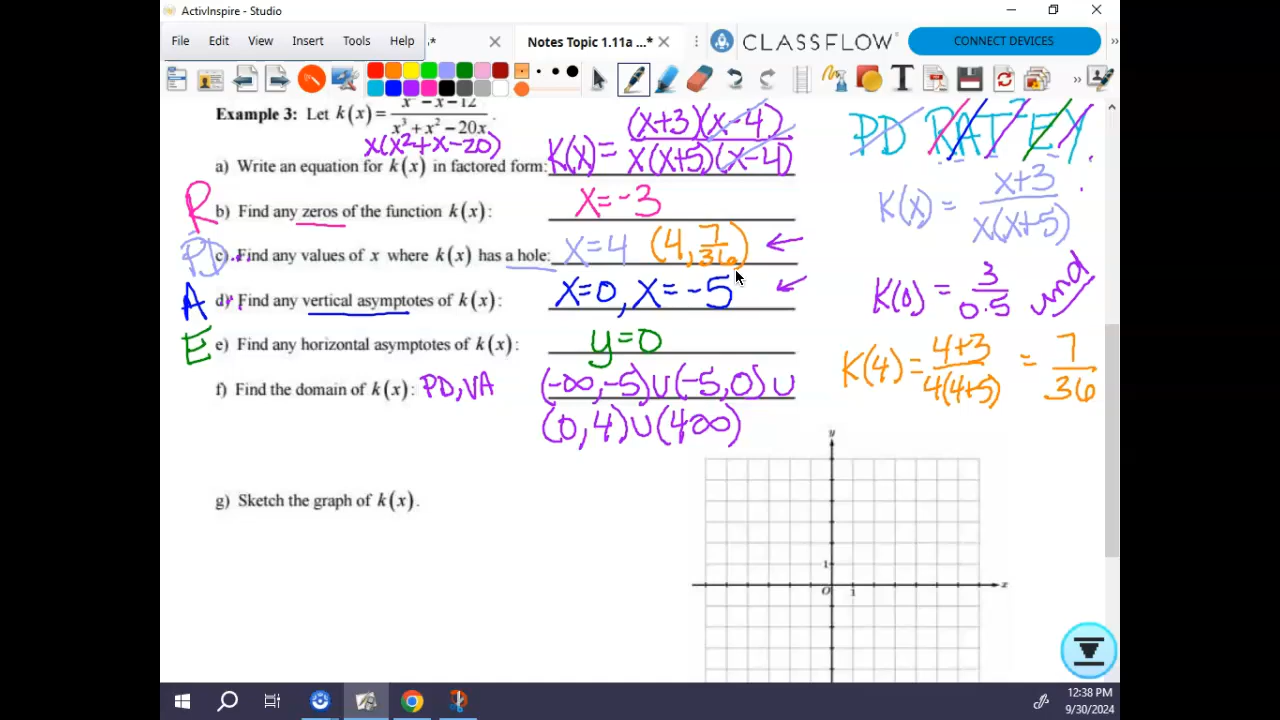 ActivInspire - Studio
File Edit View Insert Tools Help .* Notes Topic 1.11a ...* CLASSFLOW CONNECT DEVICES
Example 3: Let k(x) = x² − x − 12 / x³ + x² − 20x.
x(x²+x−20)
K(x) = (x+3)(x−4) / x(x+5)(x−4)
PD RATEY
a) Write an equation for k(x) in factored form:
K(x) = x+3 / x(x+5)
R b) Find any zeros of the function k(x): x = −3
PD c) Find any values of x where k(x) has a hole: x = 4 (4, 7/36) ←
A d) Find any vertical asymptotes of k(x): x=0, x = −5 ←
K(0) = 3 / 0.5 und
E e) Find any horizontal asymptotes of k(x): y=0
K(4) = 4+3 / 4(4+5) = 7 / 36
f) Find the domain of k(x): PD, VA (−∞,−5)∪(−5,0)∪
(0,4)∪(4∞)
g) Sketch the graph of k(x).
y
1
O 1 x
12:38 PM
9/30/2024